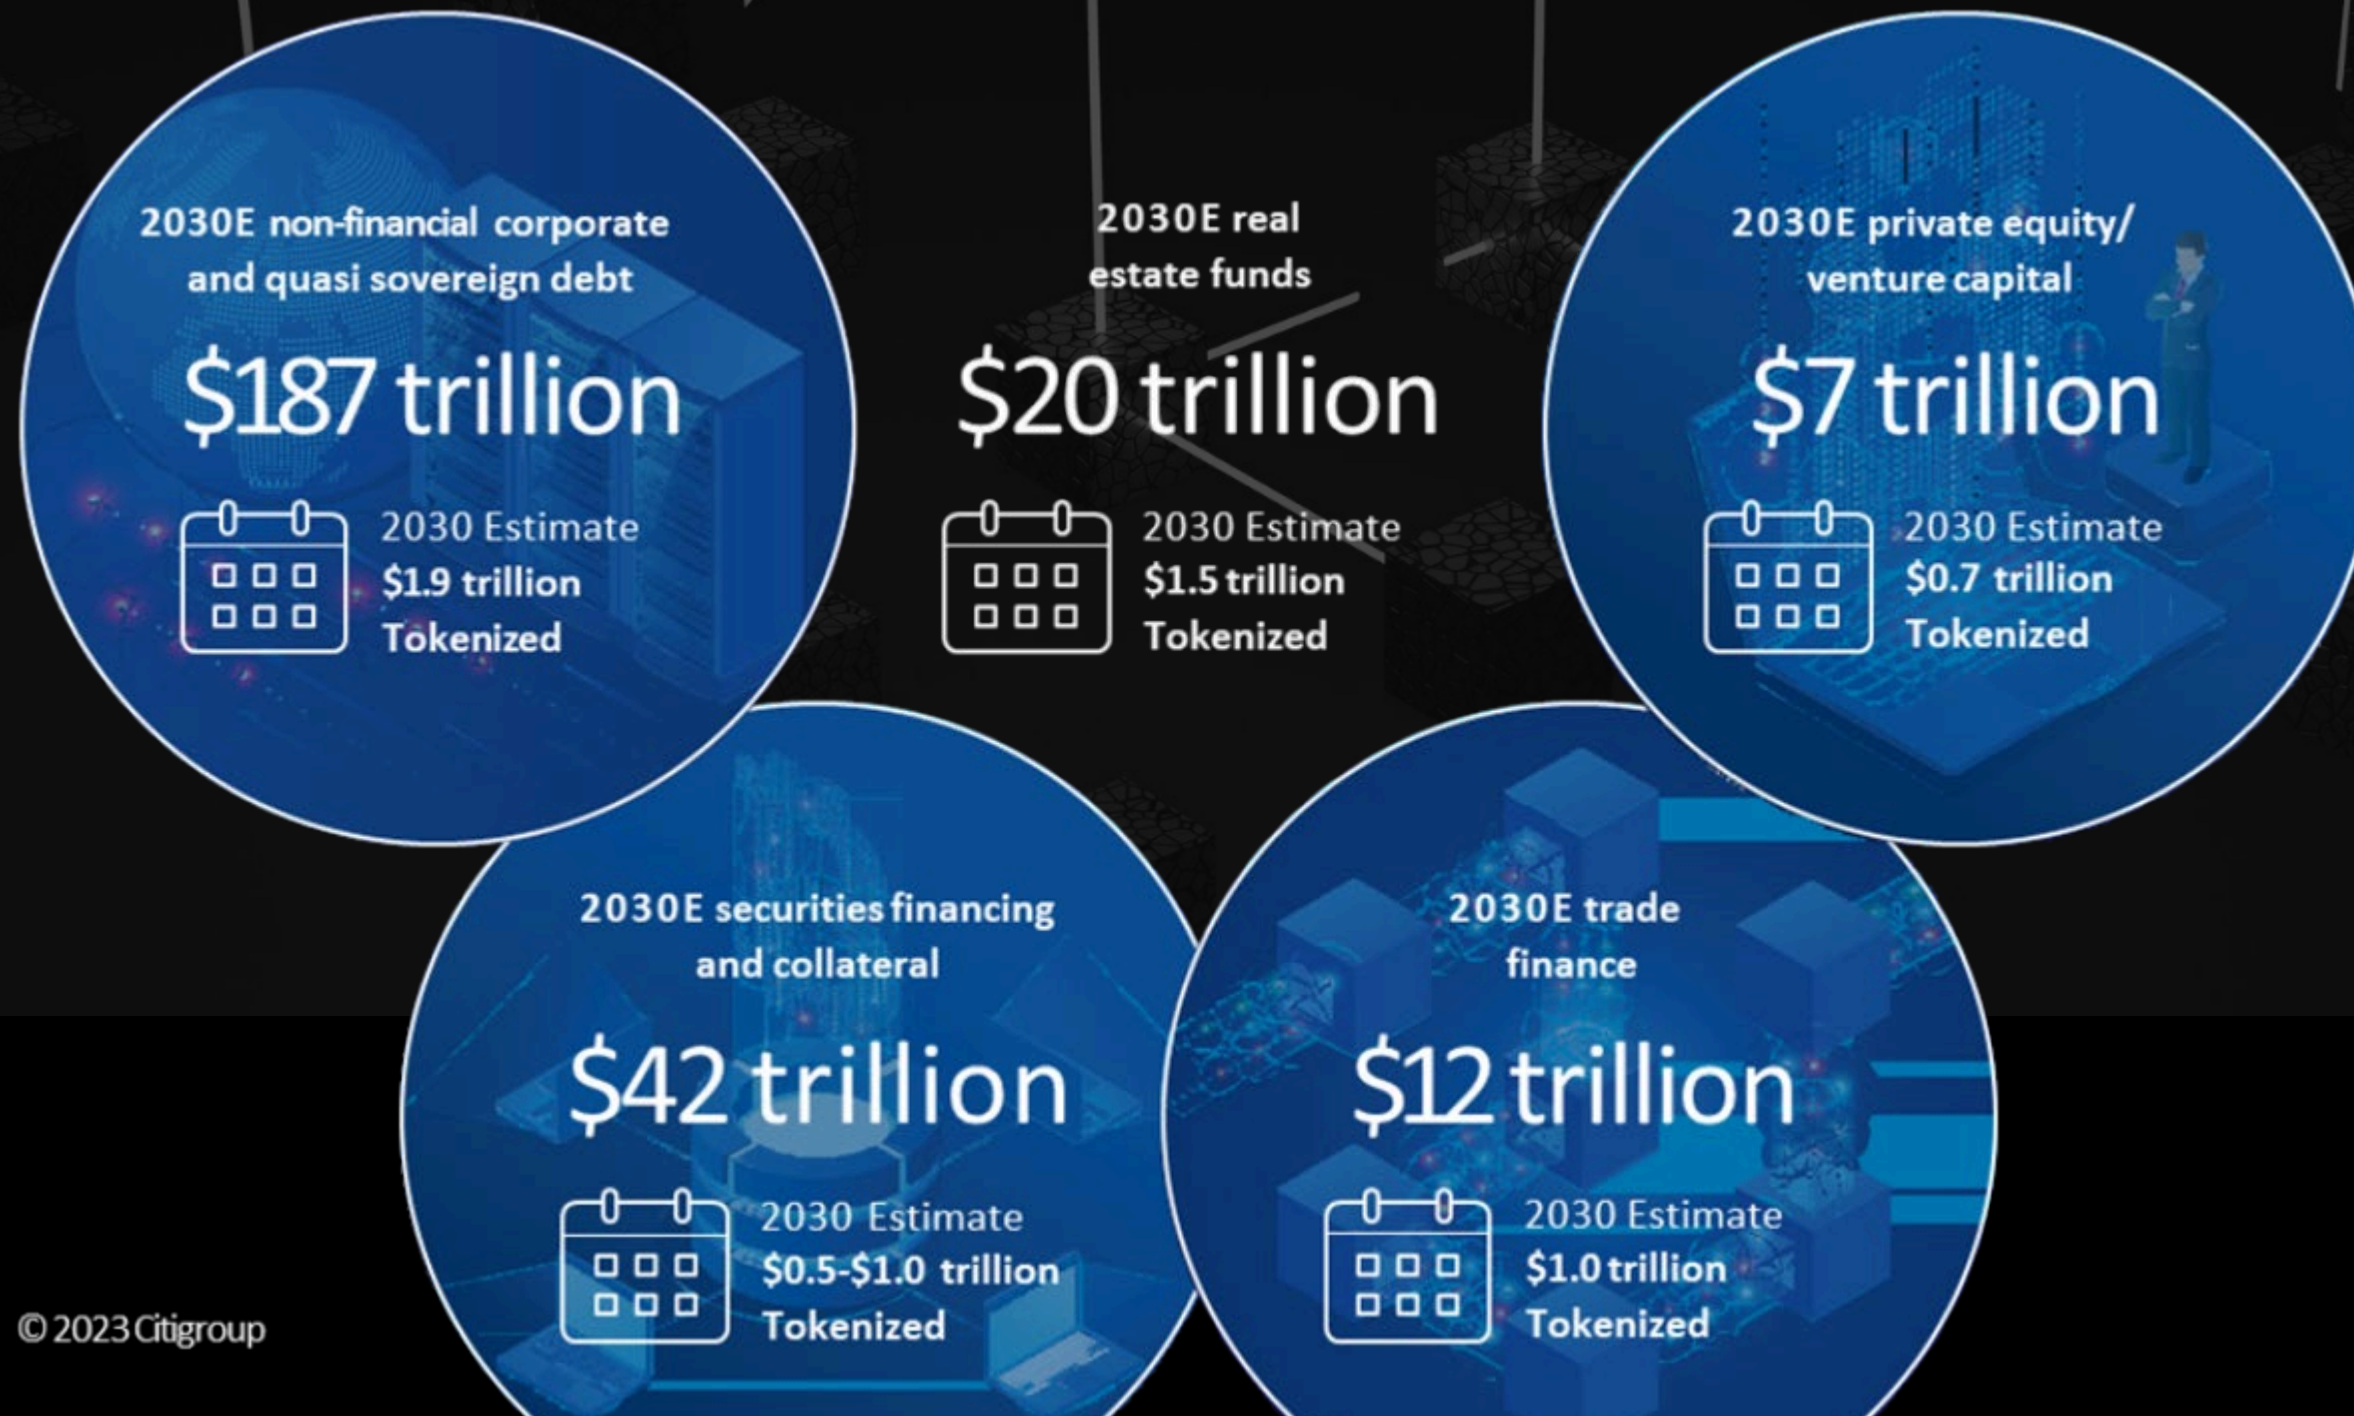 2030E non-financial corporate
and quasi sovereign debt
$187 trillion
2030 Estimate
$1.9 trillion
Tokenized
2030E real
estate funds
$20 trillion
2030 Estimate
$1.5 trillion
Tokenized
2030E private equity/
venture capital
$7 trillion
2030 Estimate
$0.7 trillion
Tokenized
2030E securities financing
and collateral
$42 trillion
2030 Estimate
$0.5-$1.0 trillion
Tokenized
2030E trade
finance
$12 trillion
2030 Estimate
$1.0 trillion
Tokenized
© 2023 Citigroup